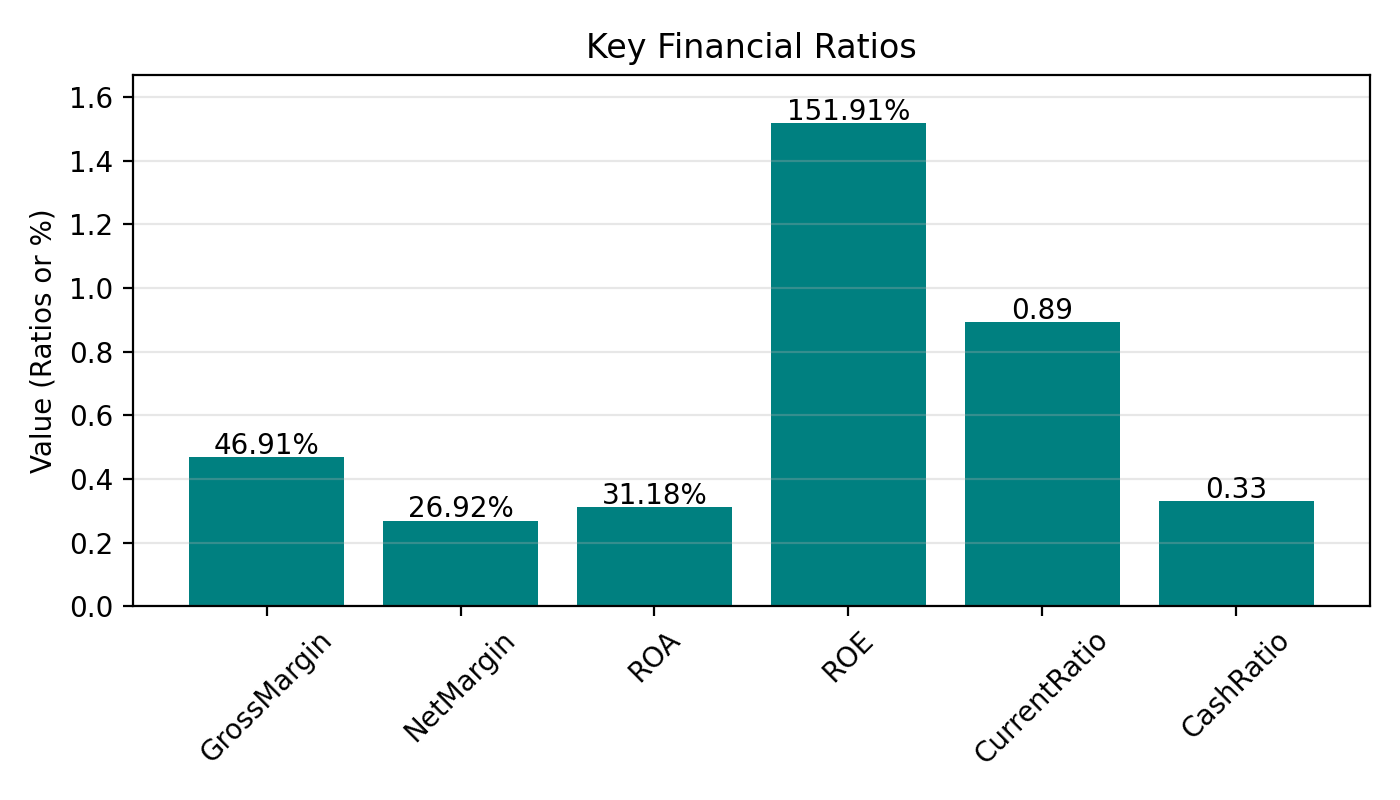 Key Financial Ratios
Value (Ratios or %)
1.6
1.4
1.2
1.0
0.8
0.6
0.4
0.2
0.0
46.91%
26.92%
31.18%
151.91%
0.89
0.33
GrossMargin
NetMargin
ROA
ROE
CurrentRatio
CashRatio